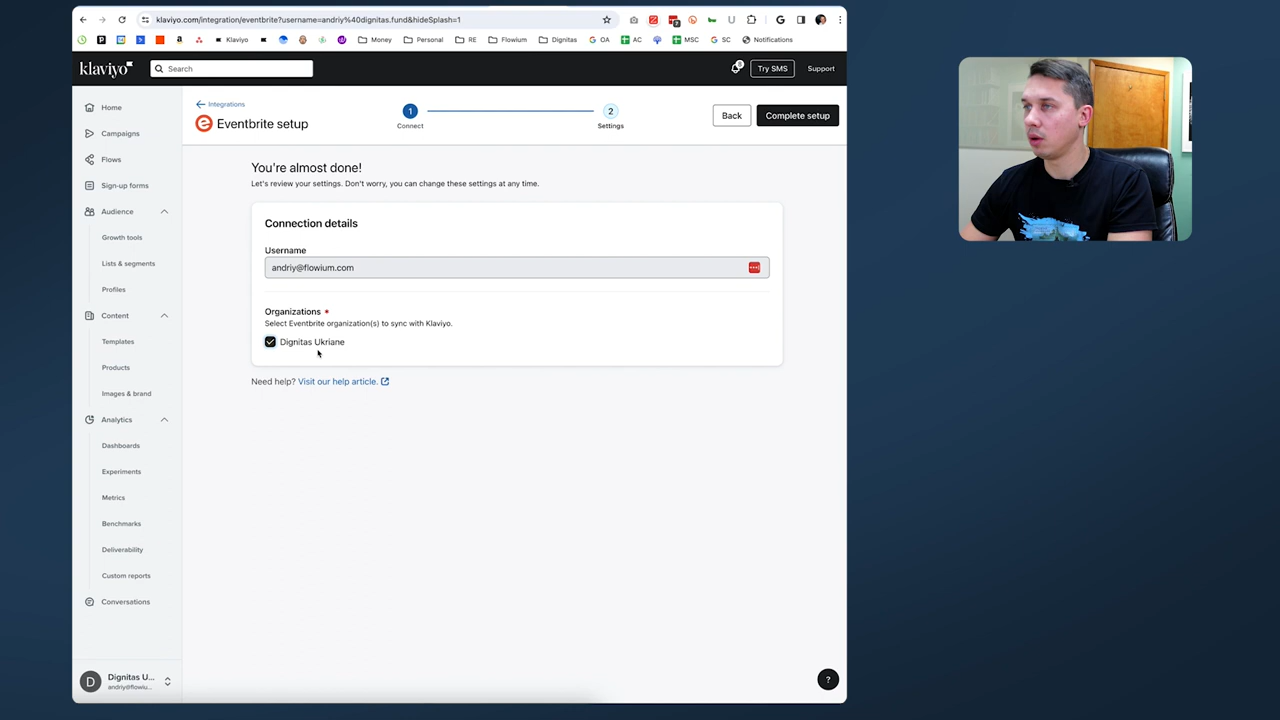 klaviyo.com/integration/eventbrite?username=andriy%40dignitas.fund&hideSplash=1
Klaviyo
Money
Personal
RE
Flowium
Dignitas
OA
AC
MSC
SC
Notifications
klaviyo
Search
Try SMS
Support
Home
Campaigns
Flows
Sign-up forms
Audience
Growth tools
Lists & segments
Profiles
Content
Templates
Products
Images & brand
Analytics
Dashboards
Experiments
Metrics
Benchmarks
Deliverability
Custom reports
Conversations
D
Dignitas U...
andriy@flowiu...
Integrations
Eventbrite setup
1
Connect
2
Settings
Back
Complete setup
You're almost done!
Let's review your settings. Don't worry, you can change these settings at any time.
Connection details
Username
andriy@flowium.com
Organizations *
Select Eventbrite organization(s) to sync with Klaviyo.
Dignitas Ukriane
Need help? Visit our help article.
?